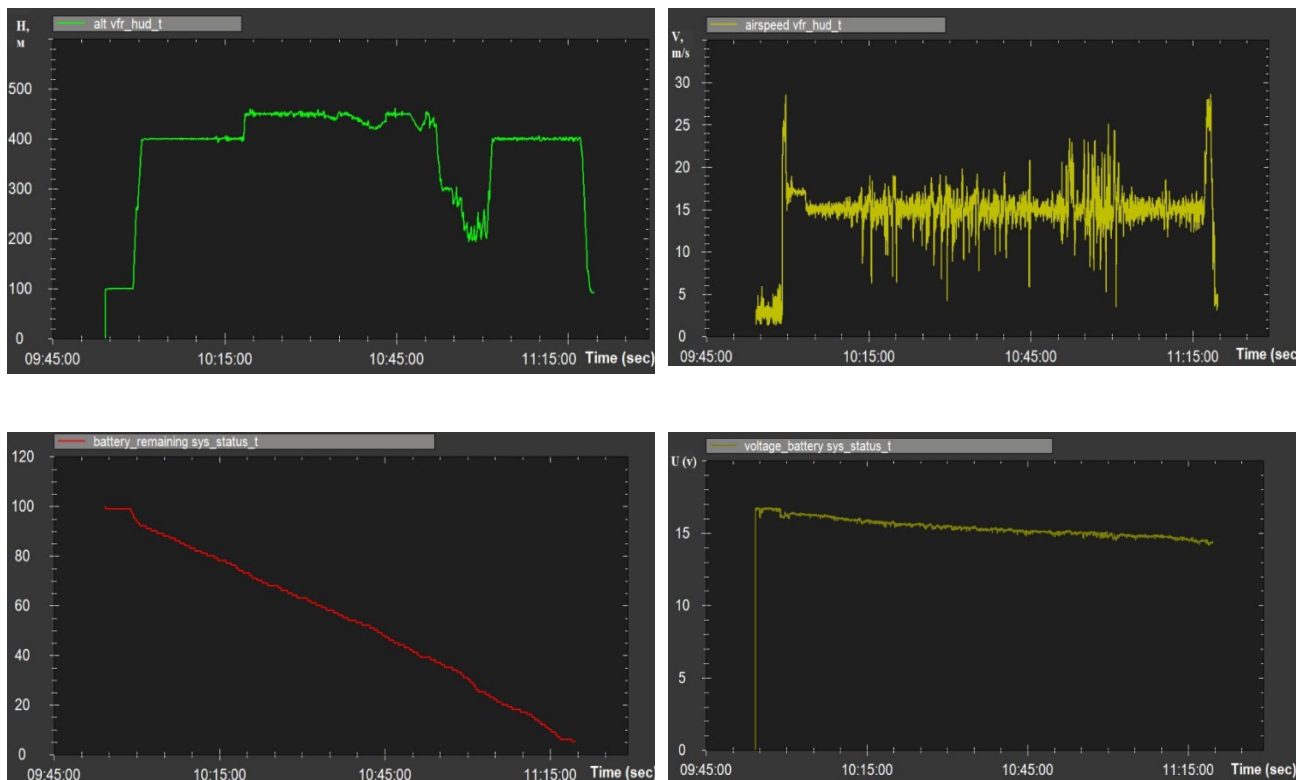 alt vfr_hud_t
H,
м
500
400
300
200
100
0
09:45:00 10:15:00 10:45:00 11:15:00 Time (sec)
airspeed vfr_hud_t
V,
m/s
30
25
20
15
10
5
0
09:45:00 10:15:00 10:45:00 11:15:00 Time (sec)
battery_remaining sys_status_t
120
100
80
60
40
20
0
09:45:00 10:15:00 10:45:00 11:15:00 Time (sec)
voltage_battery sys_status_t
U (v)
15
10
5
0
09:45:00 10:15:00 10:45:00 11:15:00 Time (sec)